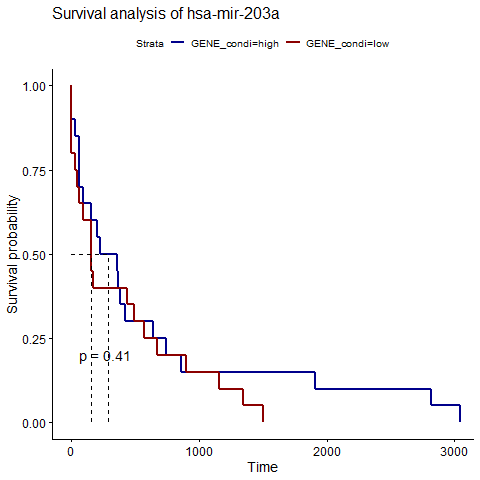 Survival analysis of hsa-mir-203a
Strata GENE_condi=high GENE_condi=low
1.00
0.75
0.50
0.25
0.00
Survival probability
p = 0.41
0 1000 2000 3000
Time